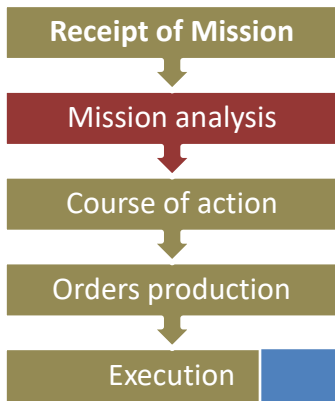 Receipt of Mission
Mission analysis
Course of action
Orders production
Execution